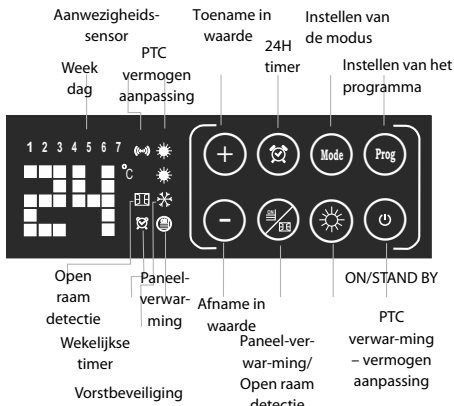 Aanwezigheids-
sensor
Toename in
waarde
Instellen van
de modus
Week
dag
PTC
vermogen
aanpassing
24H
timer
Instellen van het
programma
1 2 3 4 5 6 7
°C
24
+
Mode
Prog
-
Open
raam
detectie
Paneel-
verwar-
ming
Afname in
waarde
ON/STAND BY
Wekelijkse
timer
Paneel-ver-
war-ming/
Open raam
detectie
PTC
verwar-ming
– vermogen
aanpassing
Vorstbeveiliging